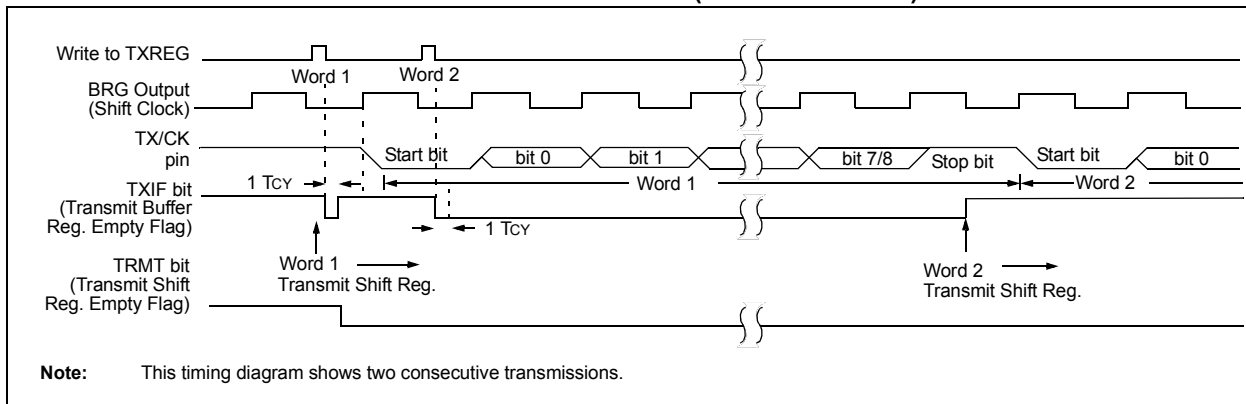 Write to TXREG
Word 1
Word 2
BRG Output
(Shift Clock)
TX/CK
pin
Start bit
bit 0
bit 1
bit 7/8
Stop bit
Start bit
bit 0
1 TCY
Word 1
Word 2
TXIF bit
(Transmit Buffer
Reg. Empty Flag)
1 TCY
Word 1
Transmit Shift Reg.
Word 2
Transmit Shift Reg.
TRMT bit
(Transmit Shift
Reg. Empty Flag)
Note: This timing diagram shows two consecutive transmissions.